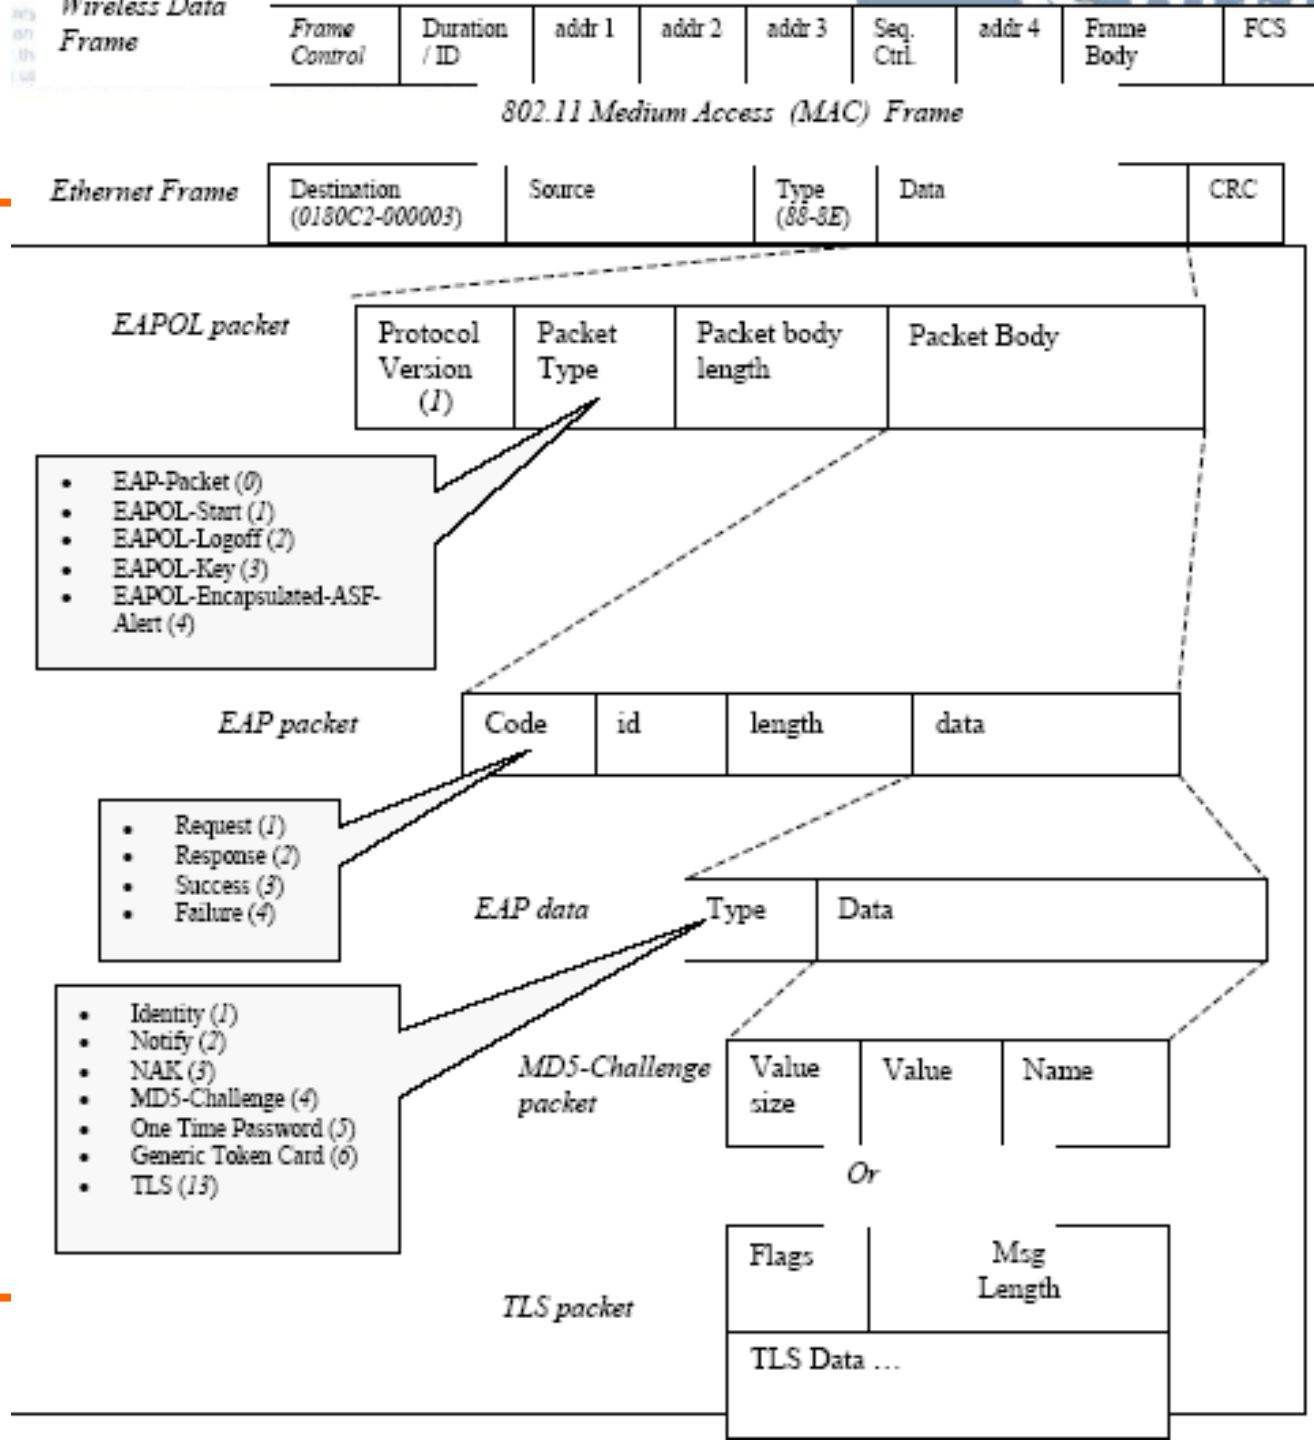 Wireless Data
Frame
Frame
Control
Duration
/ ID
addr 1
addr 2
addr 3
Seq.
Ctrl.
addr 4
Frame
Body
FCS
802.11 Medium Access (MAC) Frame
Ethernet Frame
Destination
(0180C2-000003)
Source
Type
(88-8E)
Data
CRC
EAPOL packet
Protocol
Version
(1)
Packet
Type
Packet body
length
Packet Body
• EAP-Packet (0)
• EAPOL-Start (1)
• EAPOL-Logoff (2)
• EAPOL-Key (3)
• EAPOL-Encapsulated-ASF-
Alert (4)
EAP packet
Code
id
length
data
• Request (1)
• Response (2)
• Success (3)
• Failure (4)
EAP data
Type
Data
• Identity (1)
• Notify (2)
• NAK (3)
• MD5-Challenge (4)
• One Time Password (5)
• Generic Token Card (6)
• TLS (13)
MD5-Challenge
packet
Value
size
Value
Name
Or
TLS packet
Flags
Msg
Length
TLS Data …